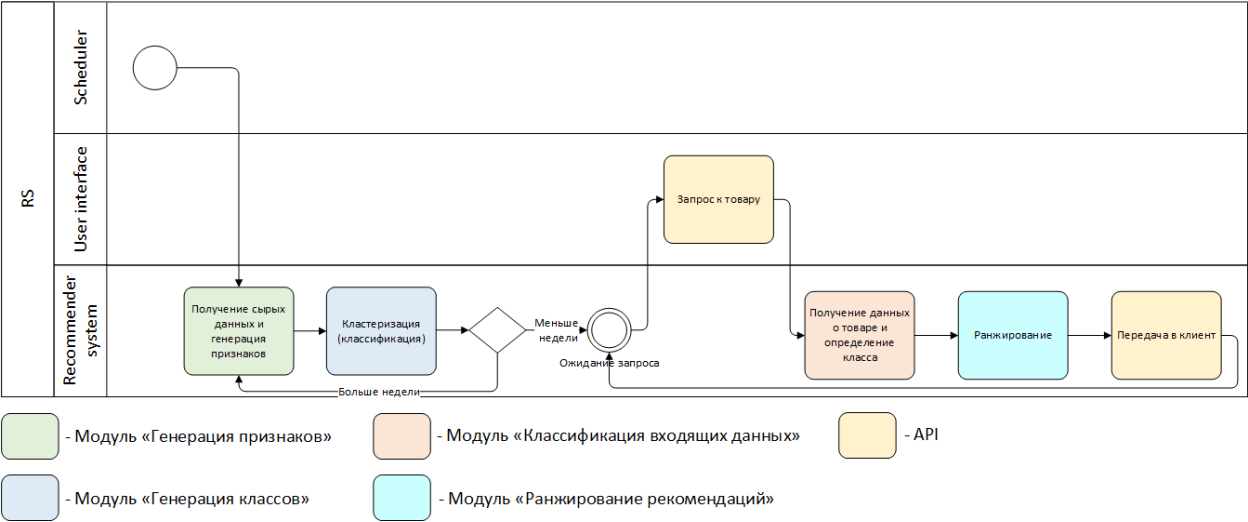 RS
Scheduler
User interface
Recommender
system
Запрос к товару
Получение сырых
данных и
генерация
признаков
Кластеризация
(классификация)
Меньше
недели
Больше недели
Ожидание запроса
Получение данных
о товаре и
определение
класса
Ранжирование
Передача в клиент
- Модуль «Генерация признаков»
- Модуль «Классификация входящих данных»
- API
- Модуль «Генерация классов»
- Модуль «Ранжирование рекомендаций»